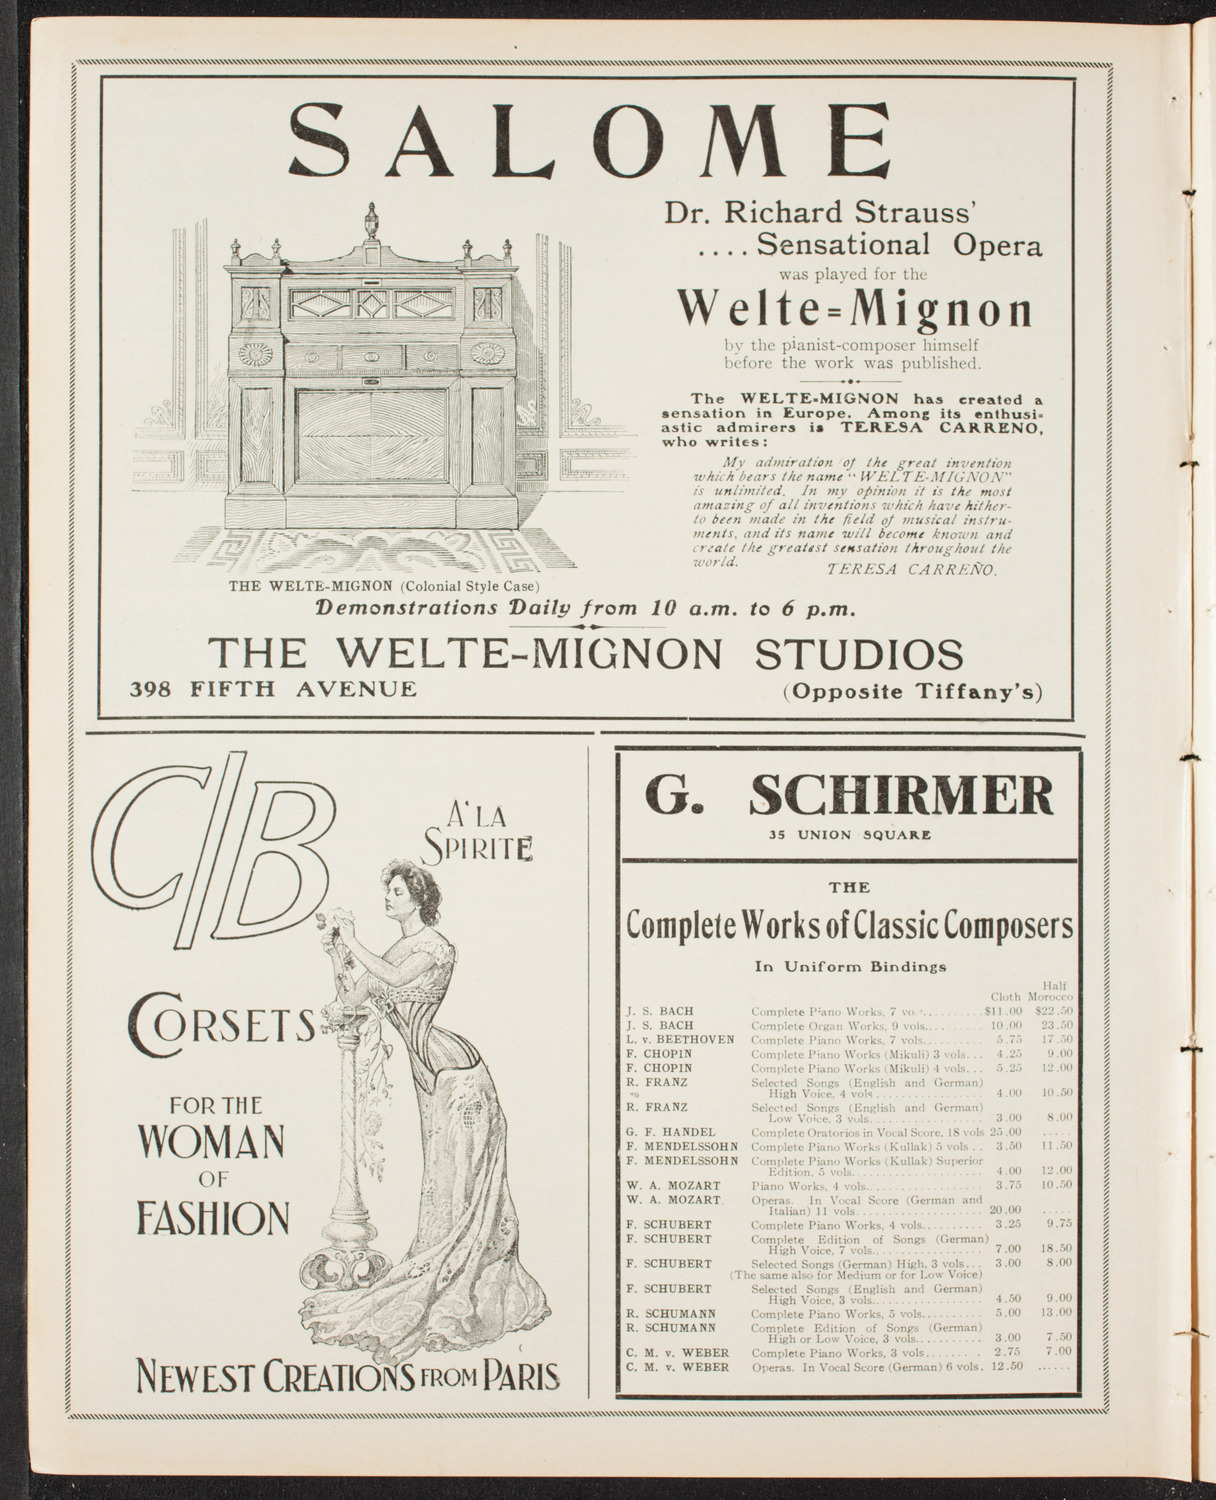 SALOME
Dr. Richard Strauss'
.... Sensational Opera
was played for the
Welte=Mignon
by the pianist-composer himself
before the work was published.
The WELTE-MIGNON has created a
sensation in Europe. Among its enthusi-
astic admirers is TERESA CARRENO,
who writes:
My admiration of the great invention
which bears the name "WELTE-MIGNON"
is unlimited. In my opinion it is the most
amazing of all inventions which have hither-
to been made in the field of musical instru-
ments, and its name will become known and
create the greatest sensation throughout the
world.
TERESA CARREÑO.
THE WELTE-MIGNON (Colonial Style Case)
Demonstrations Daily from 10 a.m. to 6 p.m.
THE WELTE-MIGNON STUDIOS
398 FIFTH AVENUE (Opposite Tiffany's)
C/B
A' LA
SPIRITE
CORSETS
FOR THE
WOMAN
OF
FASHION
NEWEST CREATIONS FROM PARIS
G. SCHIRMER
35 UNION SQUARE
THE
Complete Works of Classic Composers
In Uniform Bindings
Half
Cloth Morocco
J. S. BACH Complete Piano Works, 7 vo..........$11.00 $22.50
J. S. BACH Complete Organ Works, 9 vols......... 10.00 23.50
L. v. BEETHOVEN Complete Piano Works, 7 vols.......... 5.75 17.50
F. CHOPIN Complete Piano Works (Mikuli) 3 vols... 4.25 9.00
F. CHOPIN Complete Piano Works (Mikuli) 4 vols... 5.25 12.00
R. FRANZ Selected Songs (English and German)
High Voice, 4 vols................ 4.00 10.50
R. FRANZ Selected Songs (English and German)
Low Voice, 3 vols................. 3.00 8.00
G. F. HANDEL Complete Oratorios in Vocal Score, 18 vols 25.00 .....
F. MENDELSSOHN Complete Piano Works (Kullak) 5 vols .. 3.50 11.50
F. MENDELSSOHN Complete Piano Works (Kullak) Superior
Edition, 5 vols.................... 4.00 12.00
W. A. MOZART Piano Works, 4 vols.................. 3.75 10.50
W. A. MOZART. Operas. In Vocal Score (German and
Italian) 11 vols.................... 20.00 .....
F. SCHUBERT Complete Piano Works, 4 vols.......... 3.25 9.75
F. SCHUBERT Complete Edition of Songs (German)
High Voice, 7 vols.................. 7.00 18.50
F. SCHUBERT Selected Songs (German) High, 3 vols... 3.00 8.00
(The same also for Medium or for Low Voice)
F. SCHUBERT Selected Songs (English and German)
High Voice, 3 vols.................. 4.50 9.00
R. SCHUMANN Complete Piano Works, 5 vols.......... 5.00 13.00
R. SCHUMANN Complete Edition of Songs (German)
High or Low Voice, 3 vols........... 3.00 7.50
C. M. v. WEBER Complete Piano Works, 3 vols......... 2.75 7.00
C. M. v. WEBER Operas. In Vocal Score (German) 6 vols. 12.50 ......